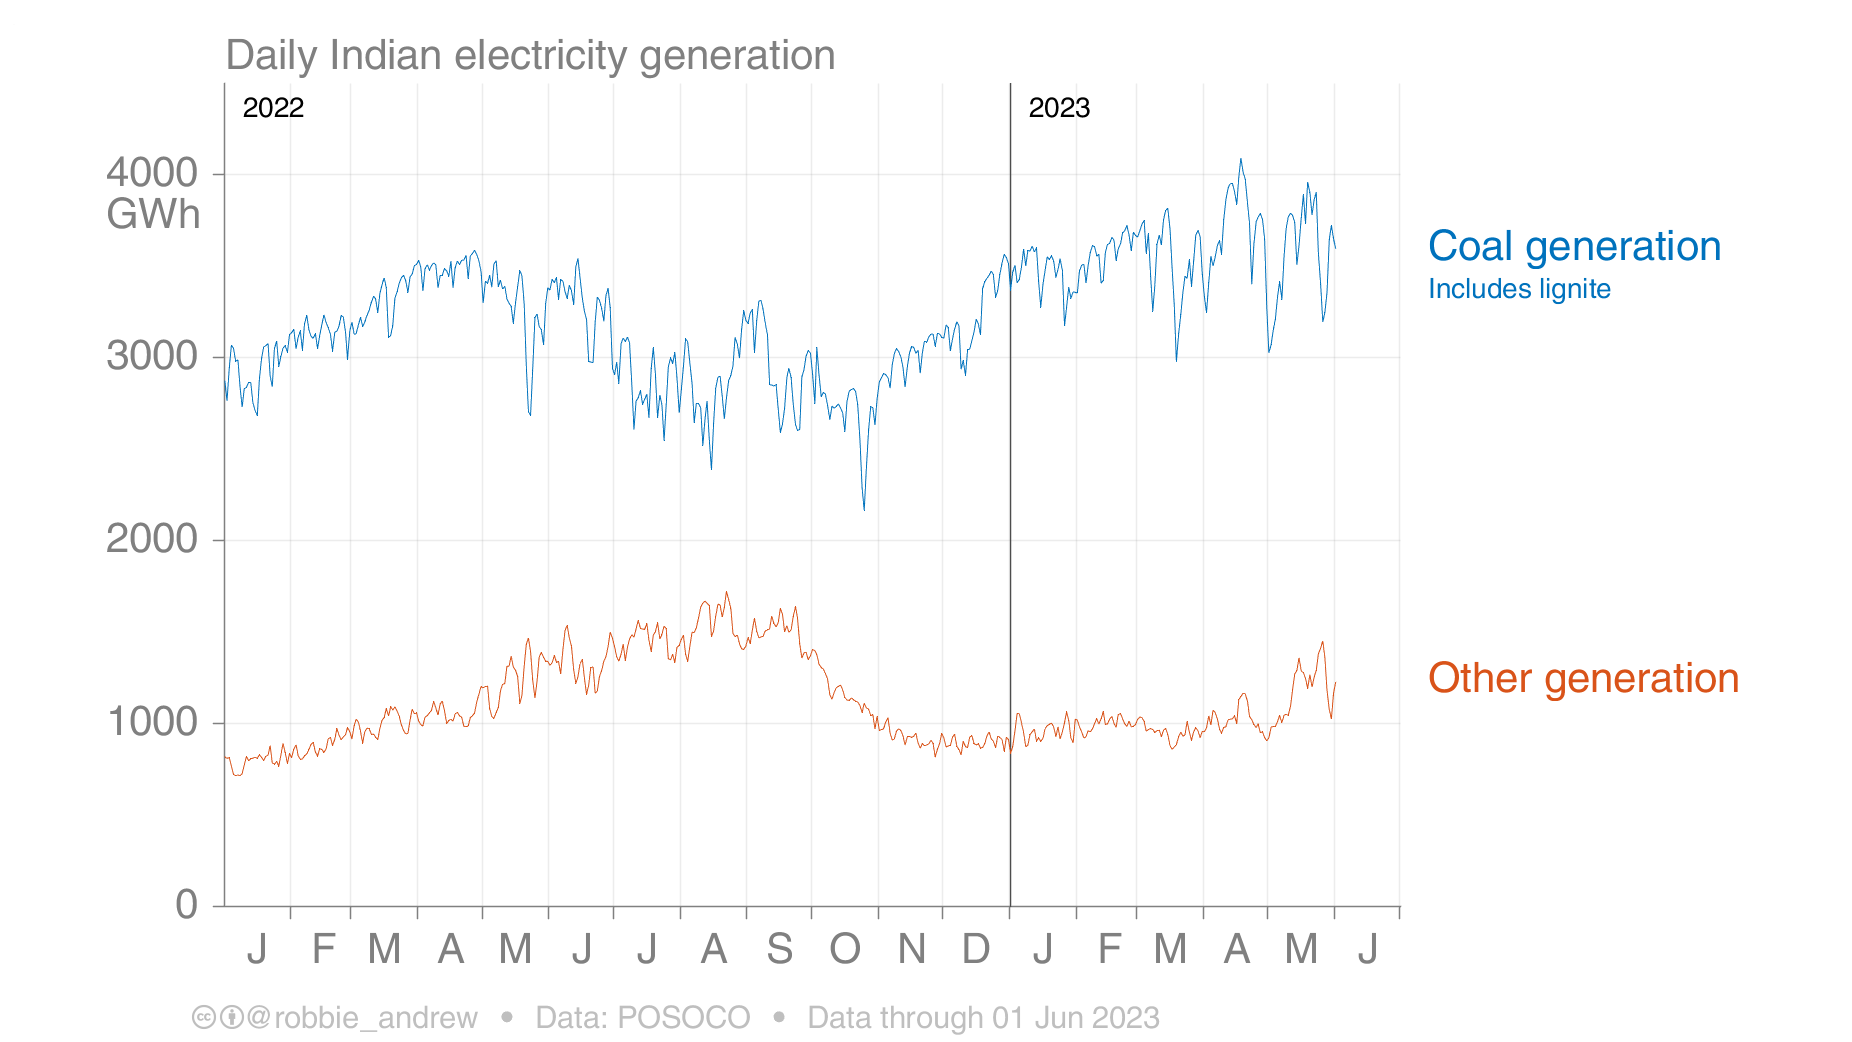 Daily Indian electricity generation
2022
2023
4000
GWh
3000
2000
1000
0
Coal generation
Includes lignite
Other generation
J F M A M J J A S O N D J F M A M J
cc @robbie_andrew • Data: POSOCO • Data through 01 Jun 2023